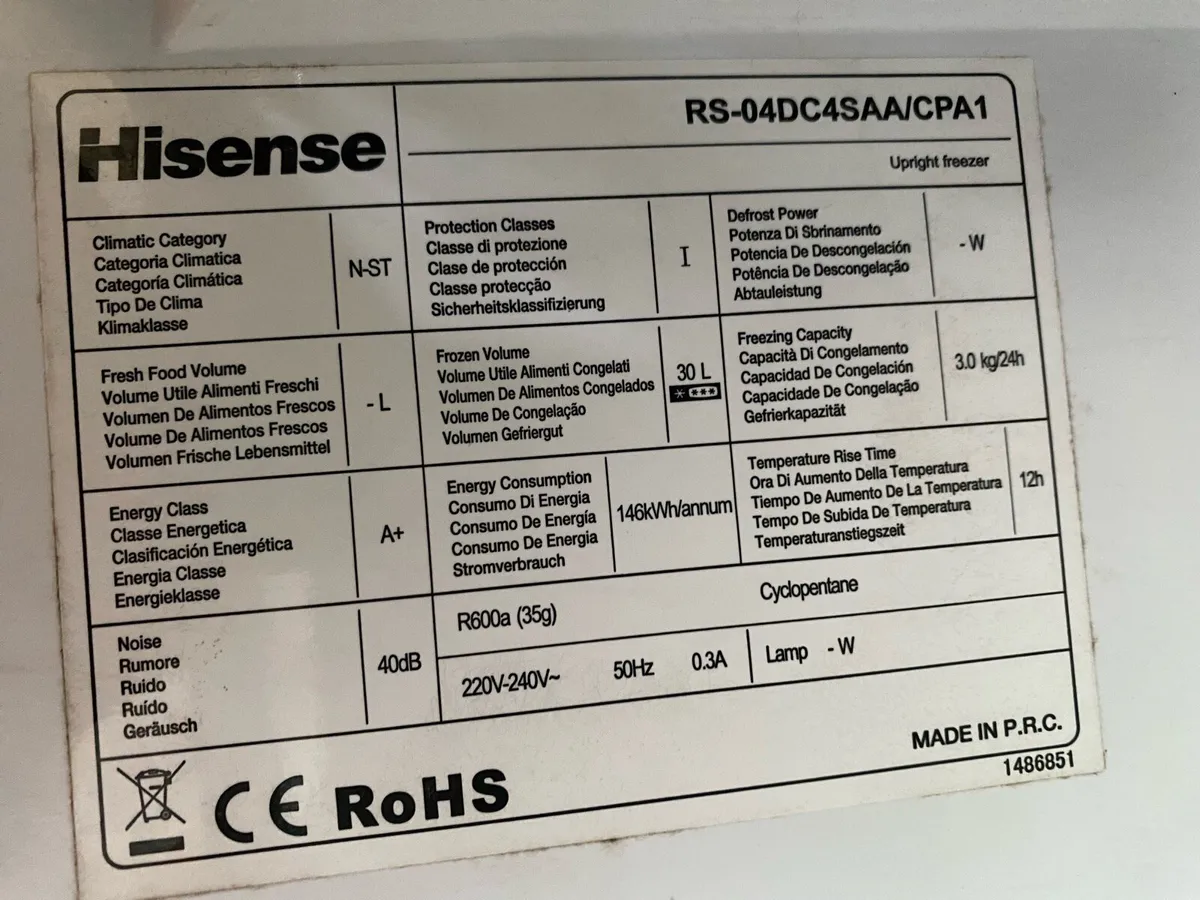 Hisense
RS-04DC4SAA/CPA1
Upright freezer
Climatic Category
Categoria Climatica
Categoría Climática
Tipo De Clima
Klimaklasse
N-ST
Protection Classes
Classe di protezione
Clase de protección
Classe protecção
Sicherheitsklassifizierung
I
Defrost Power
Potenza Di Sbrinamento
Potencia De Descongelación
Potência De Descongelação
Abtauleistung
- W
Fresh Food Volume
Volume Utile Alimenti Freschi
Volumen De Alimentos Frescos
Volume De Alimentos Frescos
Volumen Frische Lebensmittel
- L
Frozen Volume
Volume Utile Alimenti Congelati
Volumen De Alimentos Congelados
Volume De Congelação
Volumen Gefriergut
30 L
* ***
Freezing Capacity
Capacità Di Congelamento
Capacidad De Congelación
Capacidade De Congelação
Gefrierkapazität
3.0 kg/24h
Energy Class
Classe Energetica
Clasificación Energética
Energia Classe
Energieklasse
A+
Energy Consumption
Consumo Di Energia
Consumo De Energía
Consumo De Energia
Stromverbrauch
146kWh/annum
Temperature Rise Time
Ora Di Aumento Della Temperatura
Tiempo De Aumento De La Temperatura
Tempo De Subida De Temperatura
Temperaturanstiegszeit
12h
Noise
Rumore
Ruido
Ruído
Geräusch
40dB
R600a (35g)
Cyclopentane
220V-240V~ 50Hz 0.3A
Lamp - W
CE RoHS
MADE IN P.R.C.
1486851